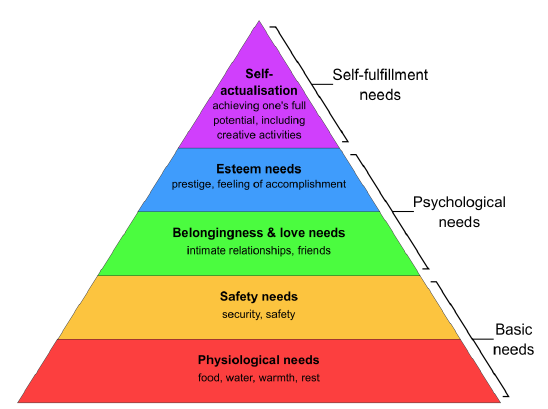 Self-
actualisation
achieving one's full
potential, including
creative activities
Self-fulfillment
needs
Esteem needs
prestige, feeling of accomplishment
Belongingness & love needs
intimate relationships, friends
Psychological
needs
Safety needs
security, safety
Physiological needs
food, water, warmth, rest
Basic
needs